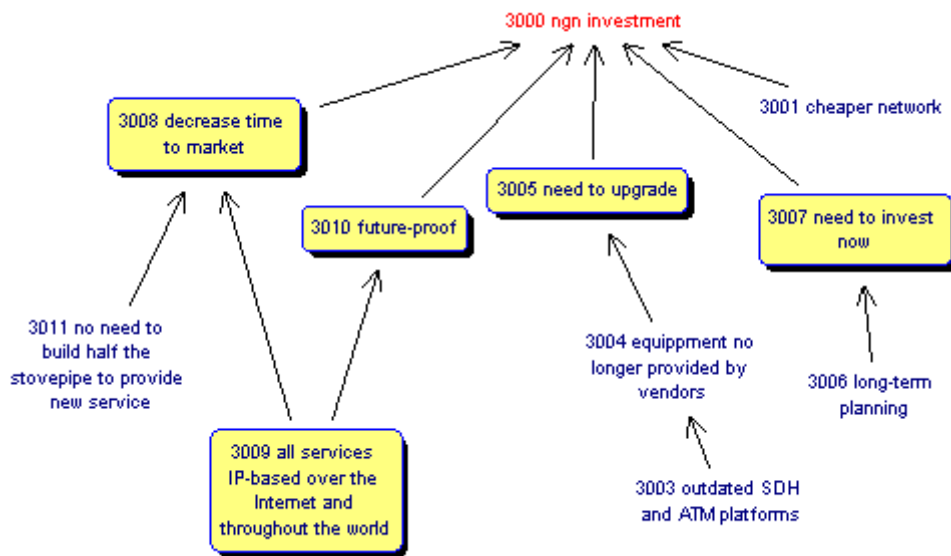 3000 ngn investment
3001 cheaper network
3008 decrease time
to market
3005 need to upgrade
3010 future-proof
3007 need to invest
now
3011 no need to
build half the
stovepipe to provide
new service
3004 equippment no
longer provided by
vendors
3006 long-term
planning
3009 all services
IP-based over the
Internet and
throughout the world
3003 outdated SDH
and ATM platforms